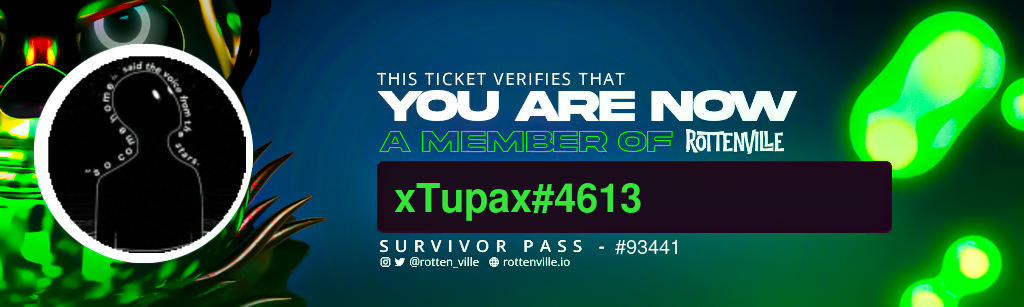 "so come home", said the voice from the stars.
THIS TICKET VERIFIES THAT
YOU ARE NOW
A MEMBER OF ROTTENVILLE
xTupax#4613
SURVIVOR PASS - #93441
@rotten_ville rottenville.io